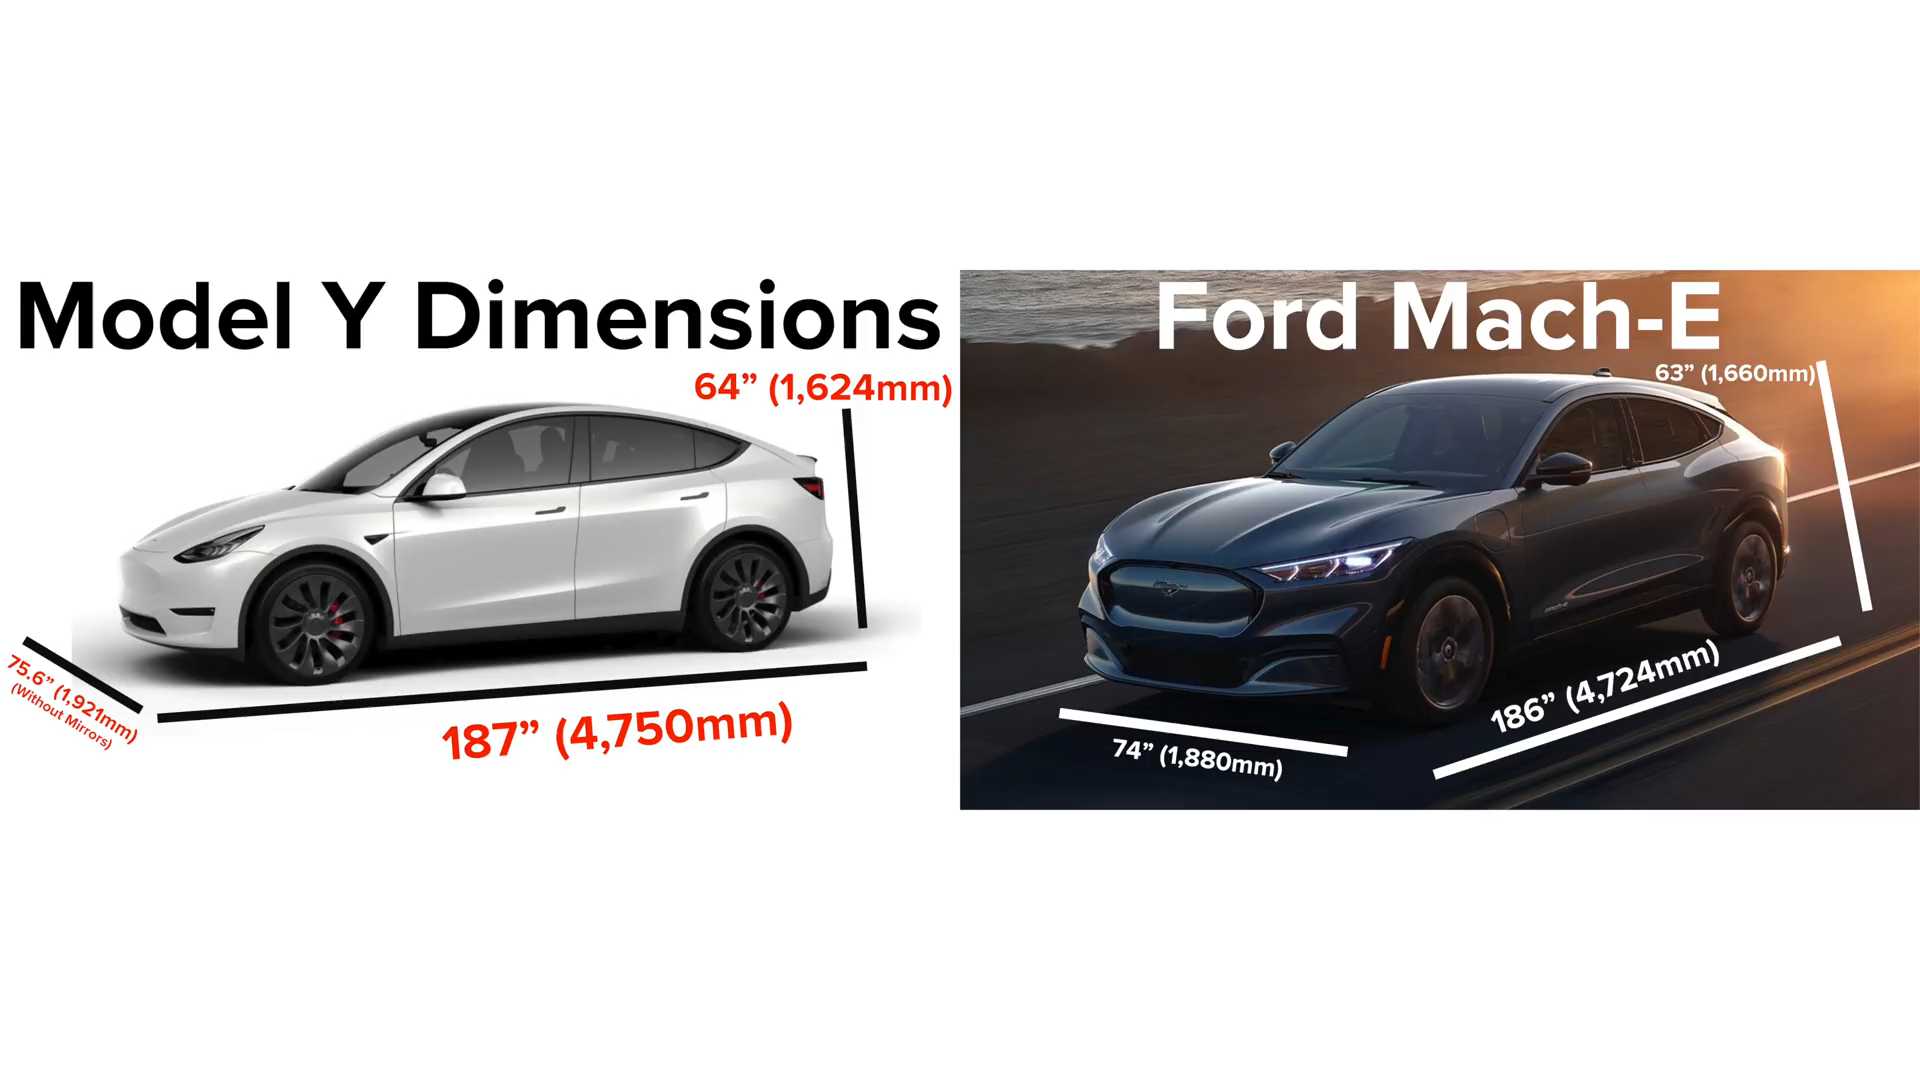 Model Y Dimensions
64” (1,624mm)
75.6” (1,921mm)
(Without Mirrors)
187” (4,750mm)
Ford Mach-E
63” (1,660mm)
74” (1,880mm)
186” (4,724mm)